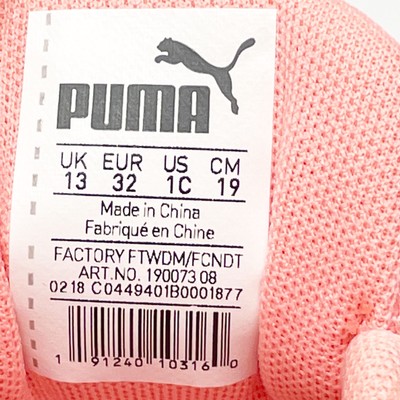 PUMA
UK EUR US CM
13 32 1C 19
Made in China
Fabriqué en Chine
FACTORY FTWDM/FCNDT
ART.NO. 190073 08
0218 C0449401B0001877
1 91240 10316 0